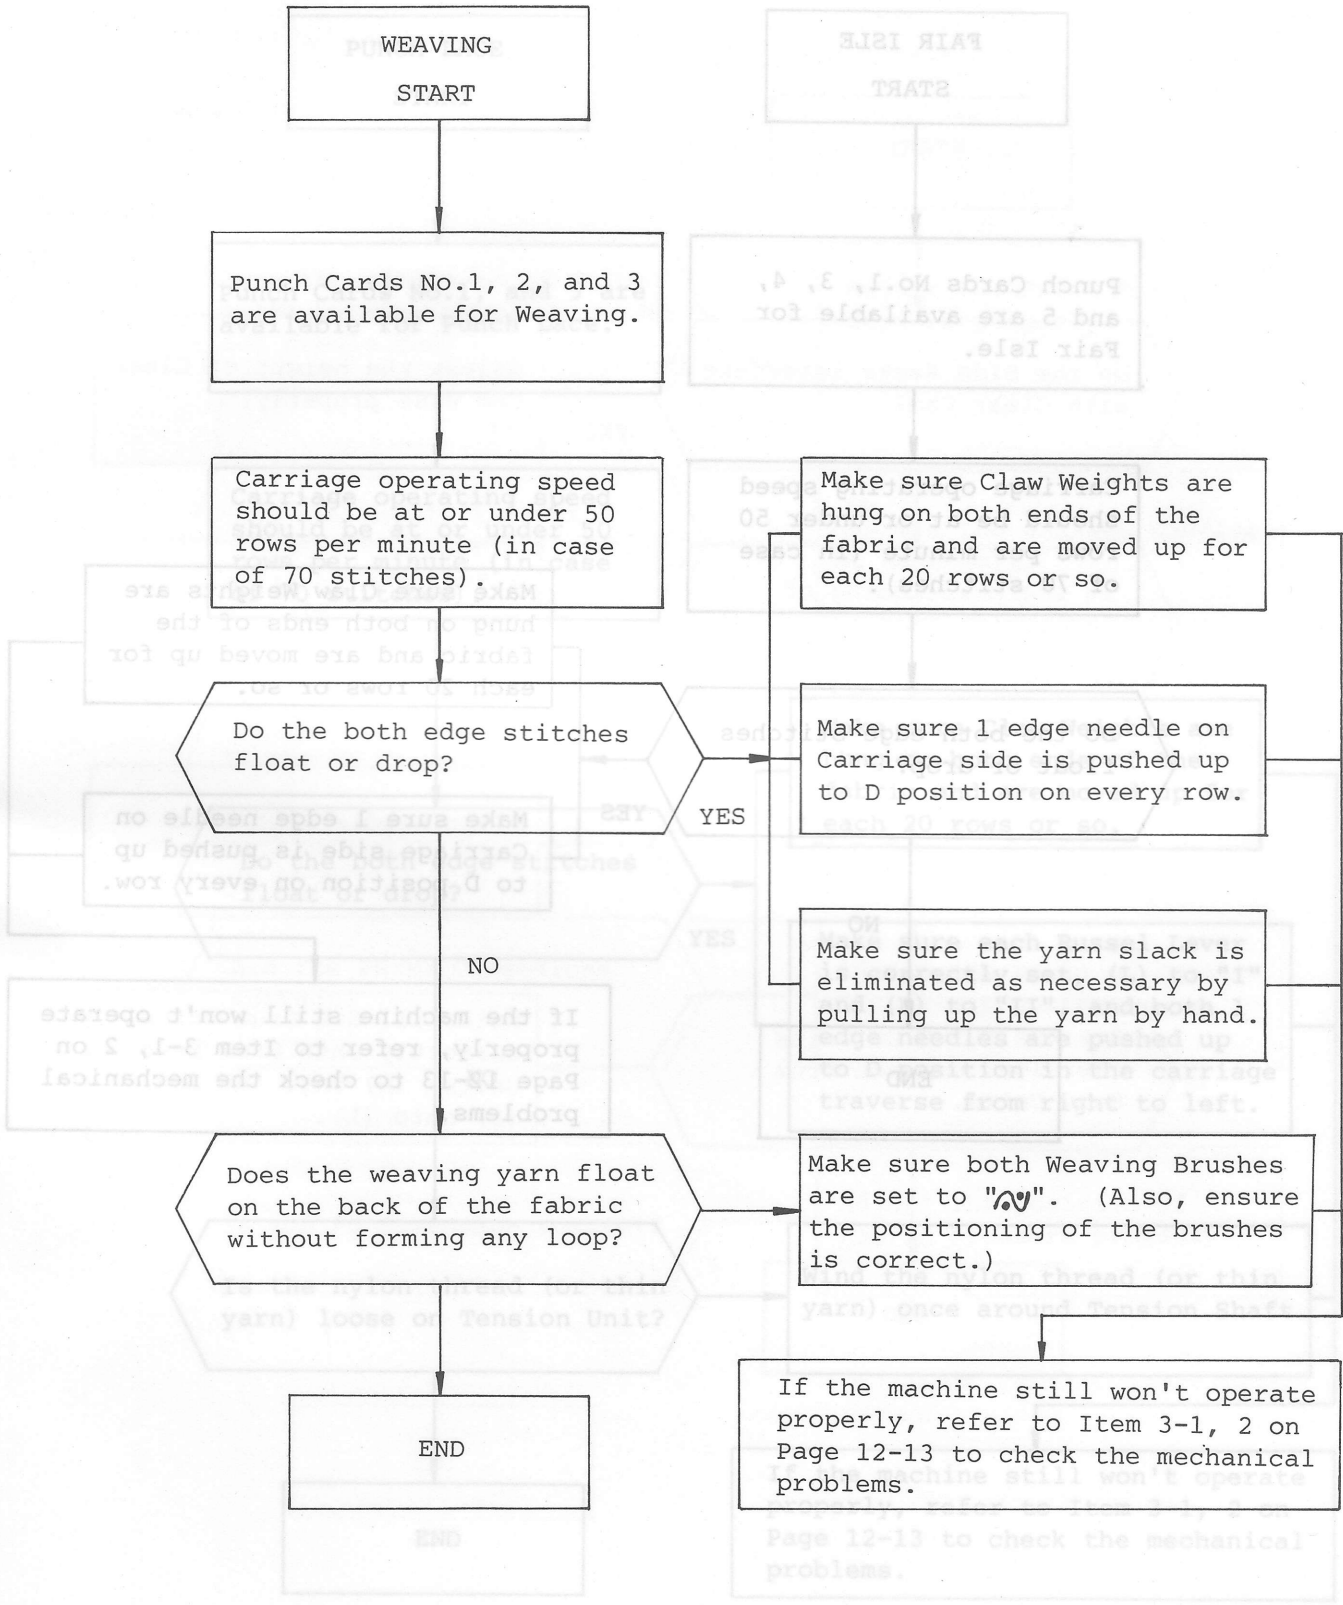 WEAVING
START
Punch Cards No.1, 2, and 3
are available for Weaving.
Carriage operating speed
should be at or under 50
rows per minute (in case
of 70 stitches).
Do the both edge stitches
float or drop?
YES
NO
Make sure Claw Weights are
hung on both ends of the
fabric and are moved up for
each 20 rows or so.
Make sure 1 edge needle on
Carriage side is pushed up
to D position on every row.
Make sure the yarn slack is
eliminated as necessary by
pulling up the yarn by hand.
Does the weaving yarn float
on the back of the fabric
without forming any loop?
Make sure both Weaving Brushes
are set to " ". (Also, ensure
the positioning of the brushes
is correct.)
END
If the machine still won't operate
properly, refer to Item 3-1, 2 on
Page 12-13 to check the mechanical
problems.